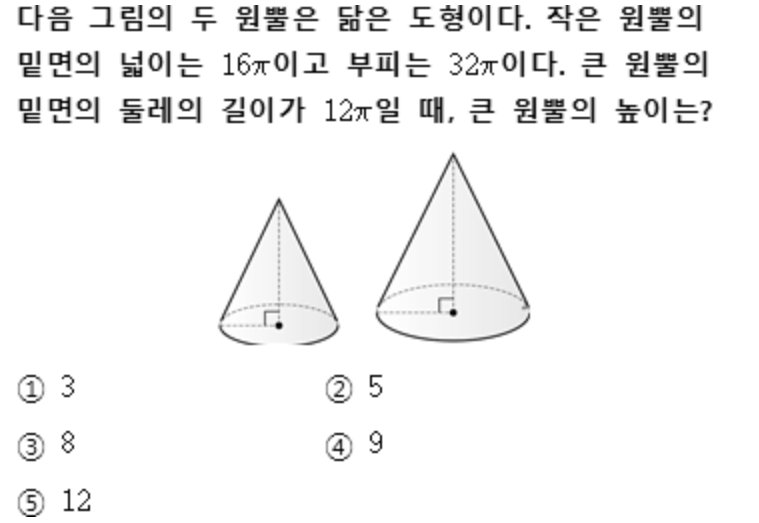 다음 그림의 두 원뿔은 닮은 도형이다. 작은 원뿔의
밑면의 넓이는 16π이고 부피는 32π이다. 큰 원뿔의
밑면의 둘레의 길이가 12π일 때, 큰 원뿔의 높이는?
① 3 ② 5
③ 8 ④ 9
⑤ 12